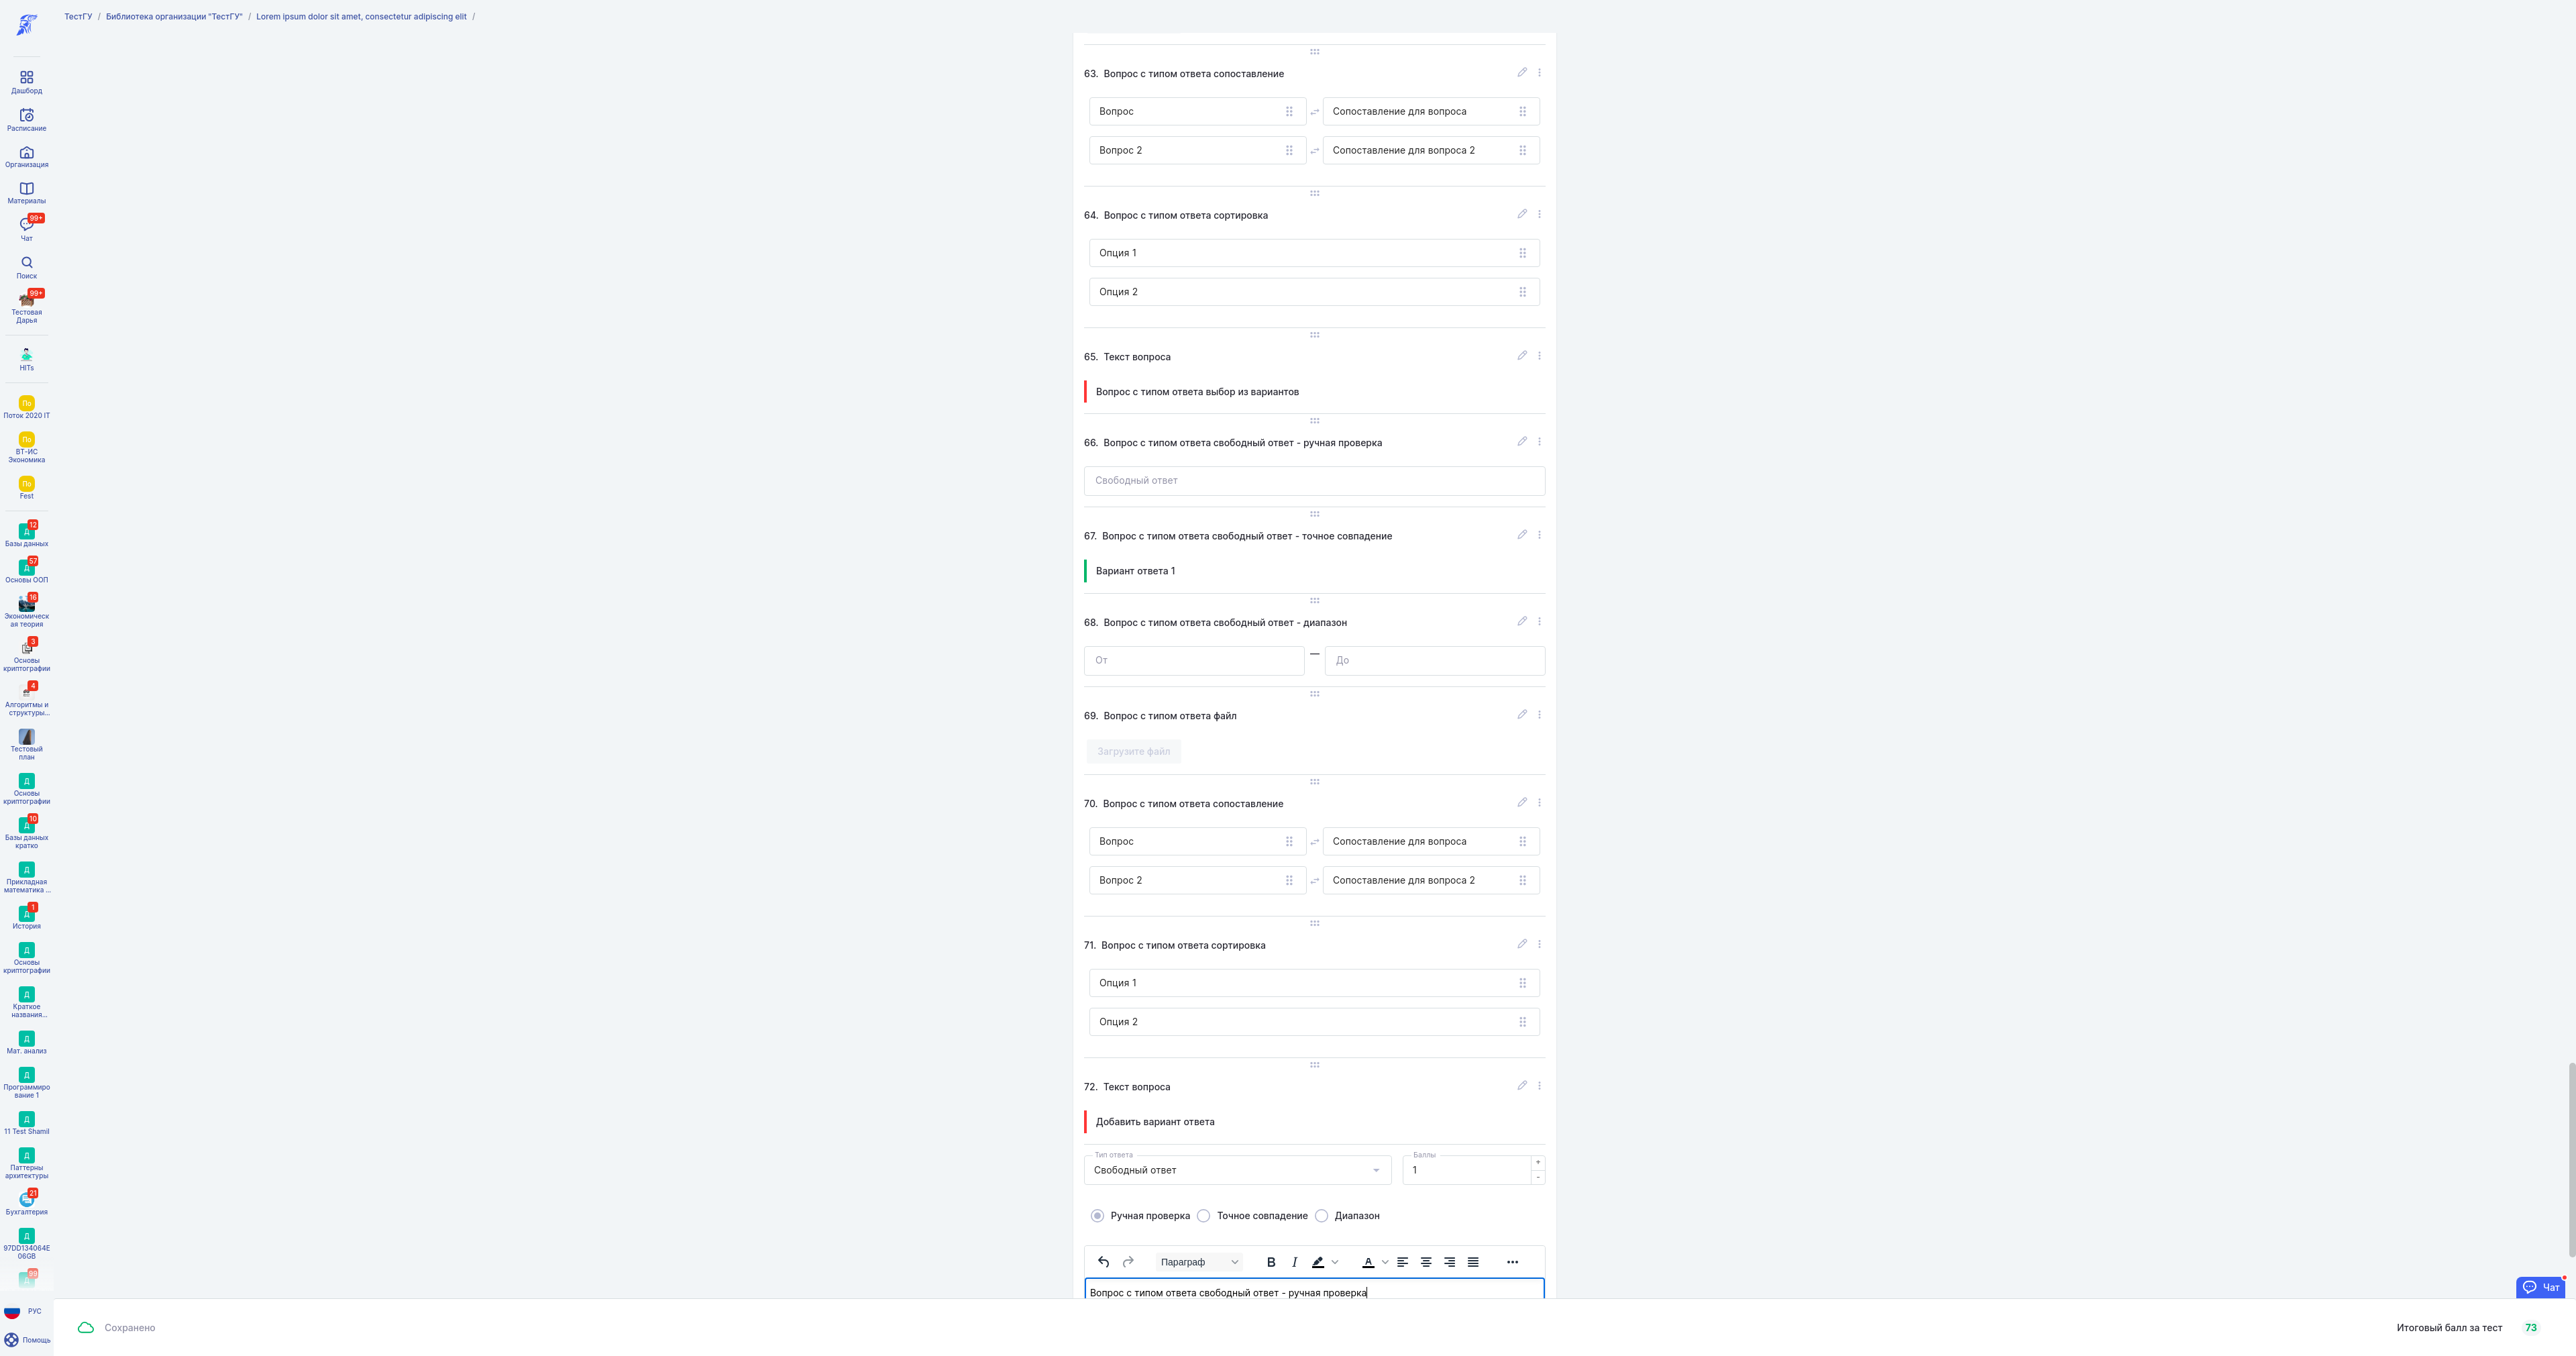 ТестГУ / Библиотека организации "ТестГУ" / Lorem ipsum dolor sit amet, consectetur adipiscing elit /
Дашборд
Расписание
Организация
Материалы
99+
Чат
Поиск
99+
Тестовая
Дарья
HITs
По
Поток 2020 IT
По
ВТ-ИС
Экономика
По
Fest
12
Д
Базы данных
57
Д
Основы ООП
16
Экономическ
ая теория
3
Основы
криптографии
4
Алгоритмы и
структуры...
Тестовый
план
Д
Основы
криптографии
10
Д
Базы данных
кратко
Д
Прикладная
математика ...
1
Д
История
Д
Основы
криптографии
Д
Краткое
названия...
Д
Мат. анализ
Д
Программиро
вание 1
Д
11 Test Shamil
Д
Паттерны
архитектуры
21
Бухгалтерия
Д
97DD134064E
06GB
99
Д
РУС
Помощь
63. Вопрос с типом ответа сопоставление
Вопрос Сопоставление для вопроса
Вопрос 2 Сопоставление для вопроса 2
64. Вопрос с типом ответа сортировка
Опция 1
Опция 2
65. Текст вопроса
Вопрос с типом ответа выбор из вариантов
66. Вопрос с типом ответа свободный ответ - ручная проверка
Свободный ответ
67. Вопрос с типом ответа свободный ответ - точное совпадение
Вариант ответа 1
68. Вопрос с типом ответа свободный ответ - диапазон
От — До
69. Вопрос с типом ответа файл
Загрузите файл
70. Вопрос с типом ответа сопоставление
Вопрос Сопоставление для вопроса
Вопрос 2 Сопоставление для вопроса 2
71. Вопрос с типом ответа сортировка
Опция 1
Опция 2
72. Текст вопроса
Добавить вариант ответа
Тип ответа Баллы
Свободный ответ 1 + -
Ручная проверка Точное совпадение Диапазон
Параграф B I A
Вопрос с типом ответа свободный ответ - ручная проверка
Чат
Сохранено
Итоговый балл за тест 73